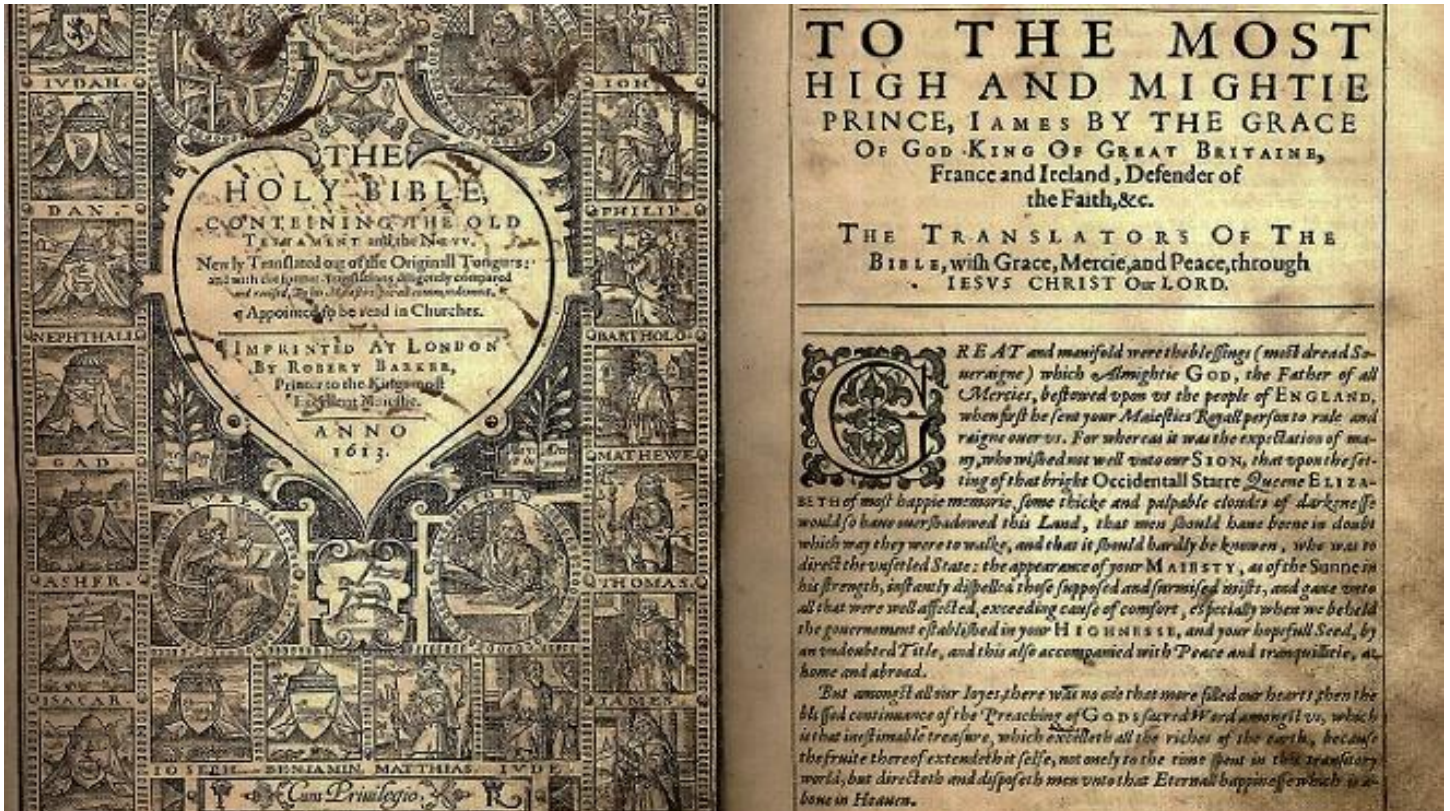 IVDAH.
DAN.
NEPHTHALI
GAD.
ASHER.
ISACAR
THE
HOLY BIBLE,
CONTEINING THE OLD
TESTAMENT and the NEVV.
Newly Translated out of the Originall Tongues:
and with the former Translations diligently compared
and reuised,
¶ Appointed to be read in Churches.
¶ IMPRINTED AT LONDON
BY ROBERT BARKER,
Printer to the Kings most
Excellent Maiestie.
ANNO
1613.
LVK
IOHN
IOHN
PHILIP.
BARTHOLO.
MATHEWE
THOMAS.
IAMES.
IOSEPH. BENIAMIN. MATTHIAS. IVDE
Cum Priuilegio,
TO THE MOST
HIGH AND MIGHTIE
PRINCE, IAMES BY THE GRACE
OF GOD KING OF GREAT BRITAINE,
France and Ireland, Defender of
the Faith,&c.
THE TRANSLATORS OF THE
BIBLE, wish Grace, Mercie, and Peace, through
IESVS CHRIST Our LORD.
GREAT and manifold were the blessings (most dread So-
ueraigne) which Almightie GOD, the Father of all
Mercies, bestowed vpon vs the people of ENGLAND,
when first he sent your Maiesties Royall person to rule and
raigne ouer vs. For whereas it was the expectation of ma-
ny, who wished not well vnto our SION, that vpon the set-
ting of that bright Occidentall Starre Queene ELIZA-
BETH of most happie memorie, some thicke and palpable cloudes of darkenesse
would so haue ouershadowed this Land, that men should haue beene in doubt
which way they were to walke, and that it should hardly be knowen, who was to
direct the vnsetled State: the appearance of your MAIESTY, as of the Sunne in
his strength, instantly dispelled those supposed and surmised mists, and gaue vnto
all that were well affected, exceeding cause of comfort, especially when we beheld
the gouernement established in your HIGHNESSE, and your hopefull Seed, by
an vndoubted Title, and this also accompanied with Peace and tranquillitie, at
home and abroad.
But amongst all our Ioyes, there was no one that more filled our hearts, then the
blessed continuance of the Preaching of GODS sacred Word amongst vs, which
is that inestimable treasure, which excelleth all the riches of the earth, because
the fruite thereof extendeth it selfe, not onely to the time spent in this transitory
world, but directeth and disposeth men vnto that Eternall happinesse which is a-
boue in Heauen.